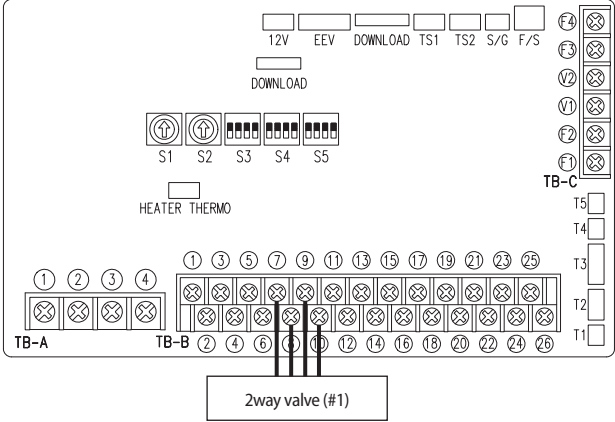 F4
12V EEV DOWNLOAD TS1 TS2 S/G F/S
F3
DOWNLOAD
V2
V1
S1 S2 S3 S4 S5
F2
F1
TB-C
HEATER THERMO
T5
T4
1 3 5 7 9 11 13 15 17 19 21 23 25
T3
1 2 3 4
T2
T1
TB-A
TB-B 2 4 6 8 10 12 14 16 18 20 22 24 26
2way valve (#1)